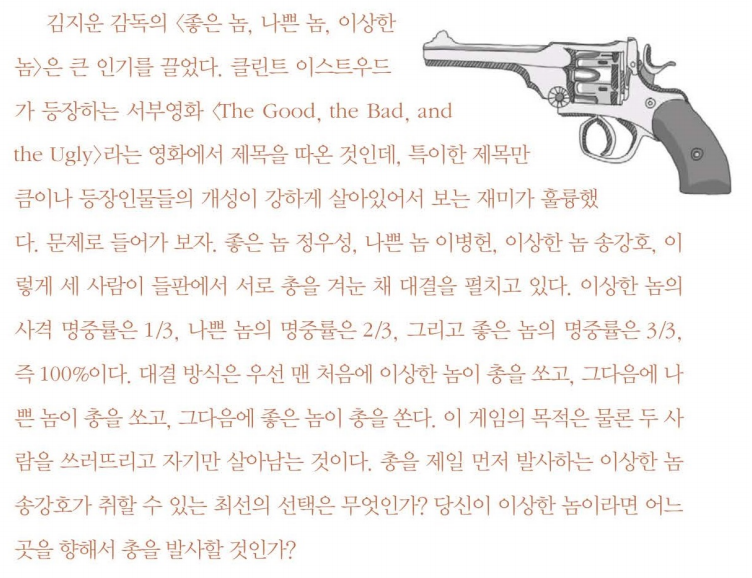 김지운 감독의 〈좋은 놈, 나쁜 놈, 이상한
놈〉은 큰 인기를 끌었다. 클린트 이스트우드
가 등장하는 서부영화 〈The Good, the Bad, and
the Ugly〉라는 영화에서 제목을 따온 것인데, 특이한 제목만
큼이나 등장인물들의 개성이 강하게 살아있어서 보는 재미가 훌륭했
다. 문제로 들어가 보자. 좋은 놈 정우성, 나쁜 놈 이병헌, 이상한 놈 송강호, 이
렇게 세 사람이 들판에서 서로 총을 겨눈 채 대결을 펼치고 있다. 이상한 놈의
사격 명중률은 1/3, 나쁜 놈의 명중률은 2/3, 그리고 좋은 놈의 명중률은 3/3,
즉 100%이다. 대결 방식은 우선 맨 처음에 이상한 놈이 총을 쏘고, 그다음에 나
쁜 놈이 총을 쏘고, 그다음에 좋은 놈이 총을 쏜다. 이 게임의 목적은 물론 두 사
람을 쓰러뜨리고 자기만 살아남는 것이다. 총을 제일 먼저 발사하는 이상한 놈
송강호가 취할 수 있는 최선의 선택은 무엇인가? 당신이 이상한 놈이라면 어느
곳을 향해서 총을 발사할 것인가?